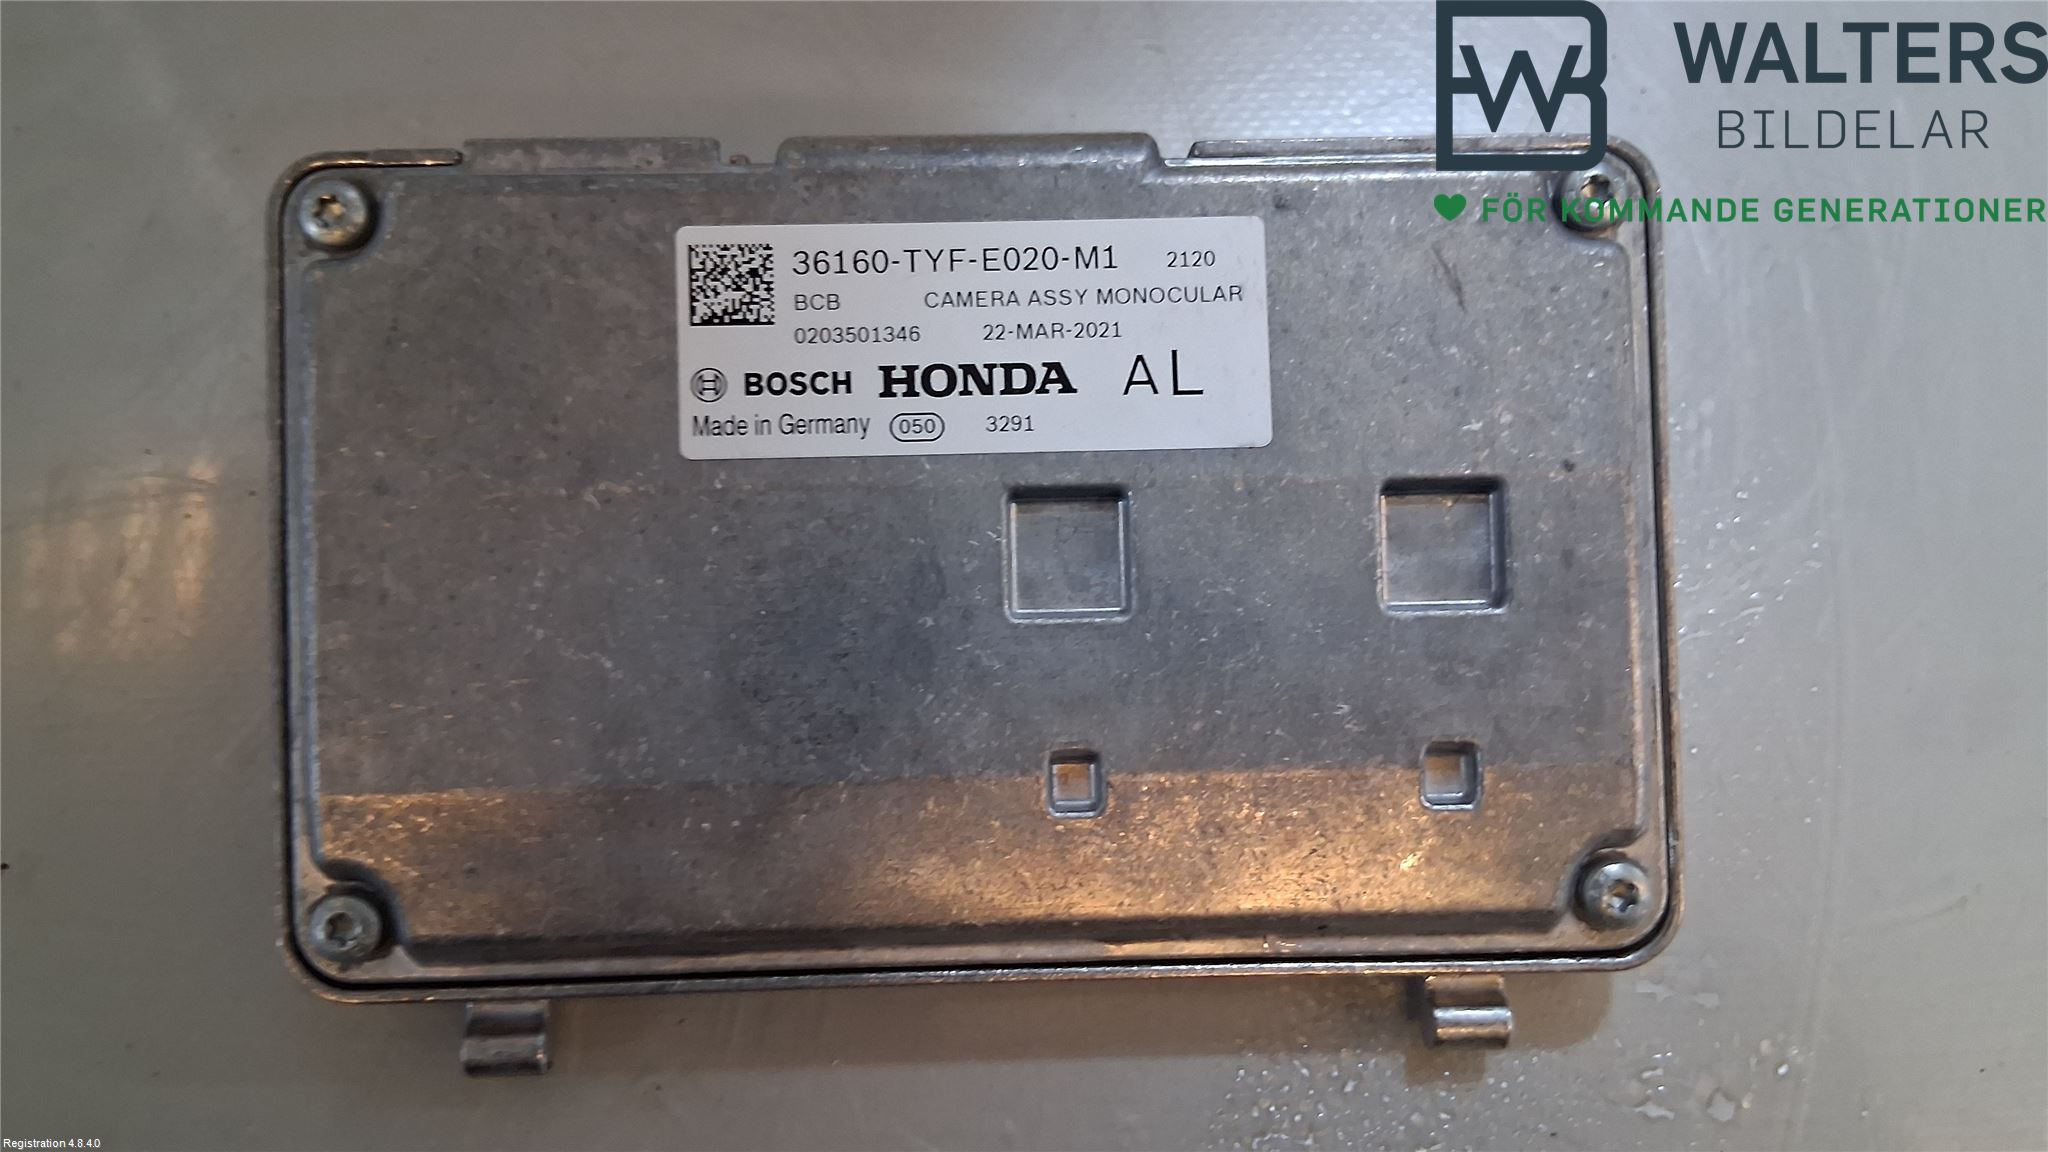 WALTERS
BILDELAR
FÖR KOMMANDE GENERATIONER
36160-TYF-E020-M1 2120
BCB CAMERA ASSY MONOCULAR
0203501346 22-MAR-2021
BOSCH HONDA AL
Made in Germany 050 3291
Registration 4.8.4.0